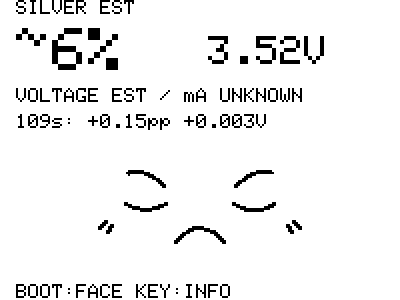 SILVER EST
~6% 3.52V
VOLTAGE EST / mA UNKNOWN
109s: +0.15pp +0.003V
BOOT:FACE KEY:INFO